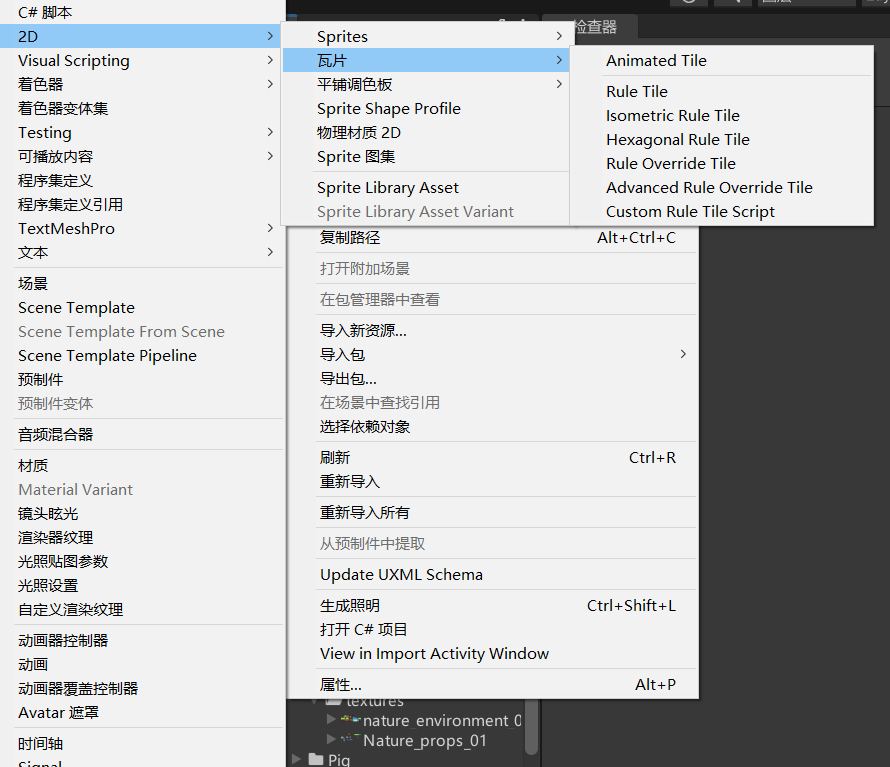 C# 脚本
2D
Visual Scripting
着色器
着色器变体集
Testing
可播放内容
程序集定义
程序集定义引用
TextMeshPro
文本
场景
Scene Template
Scene Template From Scene
Scene Template Pipeline
预制件
预制件变体
音频混合器
材质
Material Variant
镜头眩光
渲染器纹理
光照贴图参数
光照设置
自定义渲染纹理
动画器控制器
动画
动画器覆盖控制器
Avatar 遮罩
时间轴
Signal
Sprites
瓦片
平铺调色板
Sprite Shape Profile
物理材质 2D
Sprite 图集
Sprite Library Asset
Sprite Library Asset Variant
检查器
Animated Tile
Rule Tile
Isometric Rule Tile
Hexagonal Rule Tile
Rule Override Tile
Advanced Rule Override Tile
Custom Rule Tile Script
复制路径 Alt+Ctrl+C
打开附加场景
在包管理器中查看
导入新资源...
导入包
导出包...
在场景中查找引用
选择依赖对象
刷新 Ctrl+R
重新导入
重新导入所有
从预制件中提取
Update UXML Schema
生成照明 Ctrl+Shift+L
打开 C# 项目
View in Import Activity Window
属性... Alt+P
textures
nature_environment_0
Nature_props_01
Pig